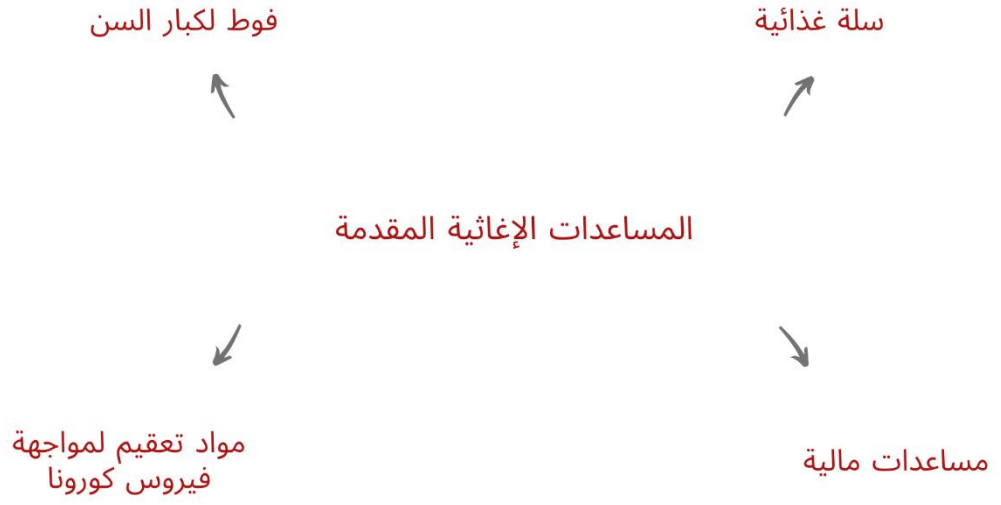 سلة غذائية
فوط لكبار السن
المساعدات الإغاثية المقدمة
مواد تعقيم لمواجهة
فيروس كورونا
مساعدات مالية